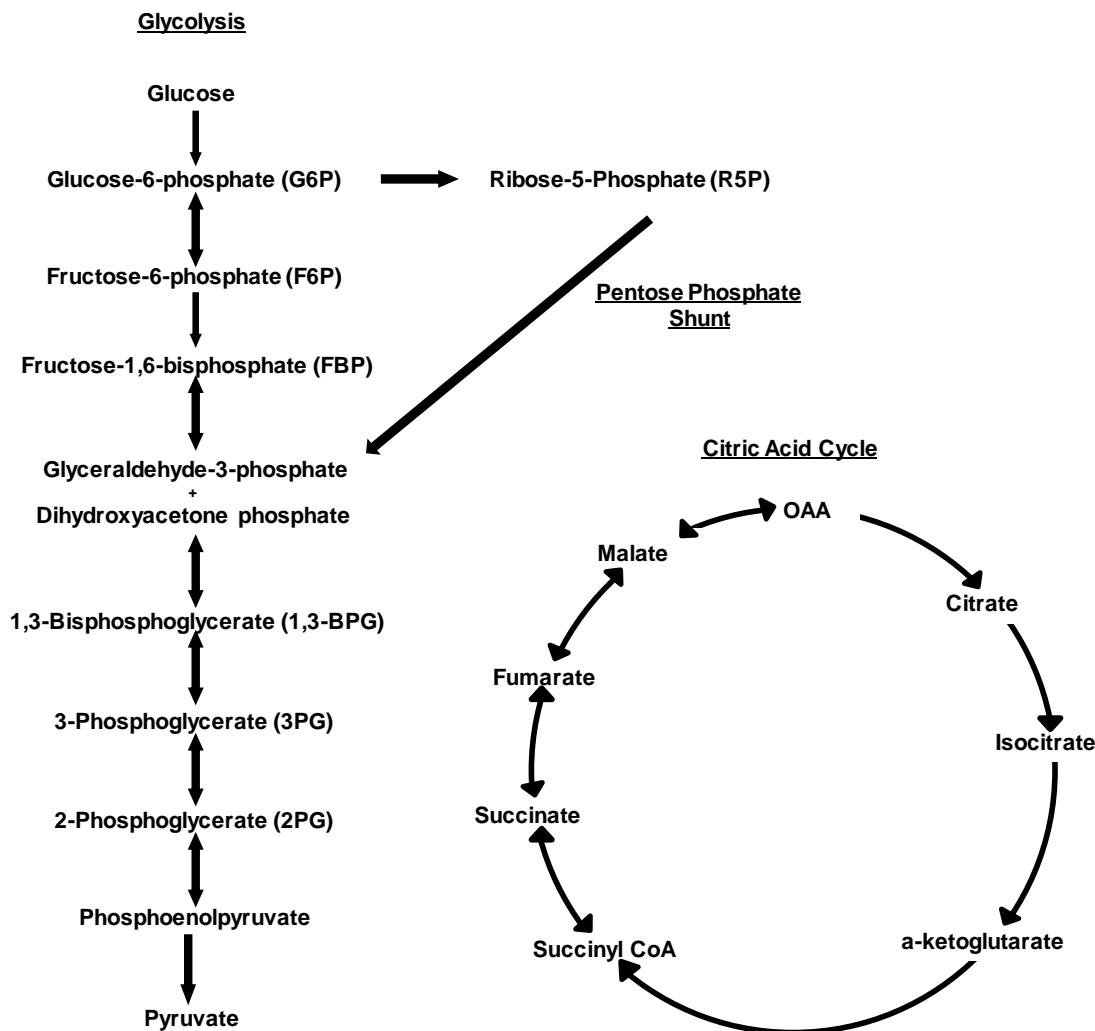 Glycolysis
Glucose
Glucose-6-phosphate (G6P)
Ribose-5-Phosphate (R5P)
Fructose-6-phosphate (F6P)
Pentose Phosphate
Shunt
Fructose-1,6-bisphosphate (FBP)
Glyceraldehyde-3-phosphate
+
Dihydroxyacetone phosphate
1,3-Bisphosphoglycerate (1,3-BPG)
3-Phosphoglycerate (3PG)
2-Phosphoglycerate (2PG)
Phosphoenolpyruvate
Pyruvate
Citric Acid Cycle
OAA
Malate
Citrate
Fumarate
Isocitrate
Succinate
a-ketoglutarate
Succinyl CoA